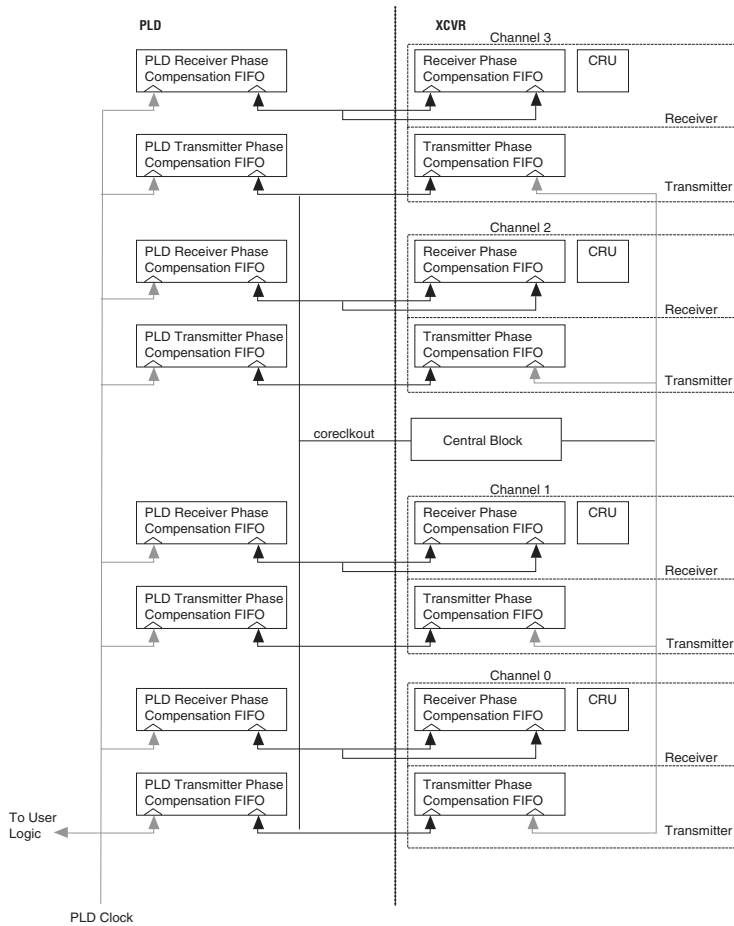 PLD
XCVR
Channel 3
PLD Receiver Phase
Compensation FIFO
Receiver Phase
Compensation FIFO
CRU
Receiver
PLD Transmitter Phase
Compensation FIFO
Transmitter Phase
Compensation FIFO
Transmitter
Channel 2
PLD Receiver Phase
Compensation FIFO
Receiver Phase
Compensation FIFO
CRU
Receiver
PLD Transmitter Phase
Compensation FIFO
Transmitter Phase
Compensation FIFO
Transmitter
coreclkout
Central Block
Channel 1
PLD Receiver Phase
Compensation FIFO
Receiver Phase
Compensation FIFO
CRU
Receiver
PLD Transmitter Phase
Compensation FIFO
Transmitter Phase
Compensation FIFO
Transmitter
Channel 0
PLD Receiver Phase
Compensation FIFO
Receiver Phase
Compensation FIFO
CRU
Receiver
PLD Transmitter Phase
Compensation FIFO
Transmitter Phase
Compensation FIFO
Transmitter
To User
Logic
PLD Clock